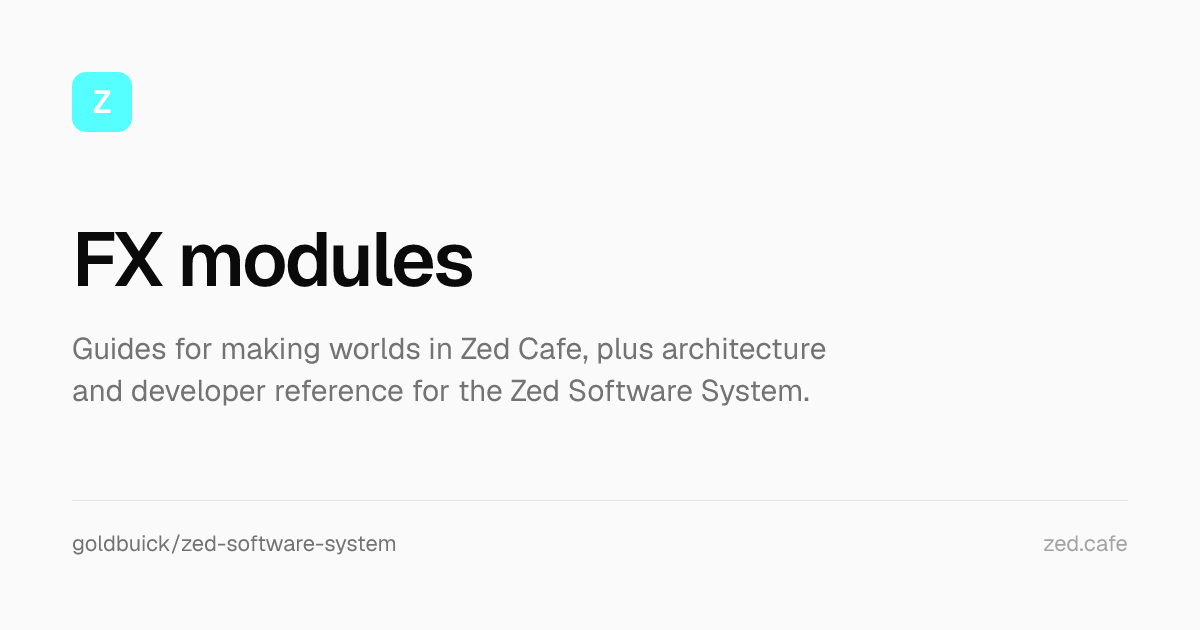 Z
FX modules
Guides for making worlds in Zed Cafe, plus architecture
and developer reference for the Zed Software System.
goldbuick/zed-software-system
zed.cafe